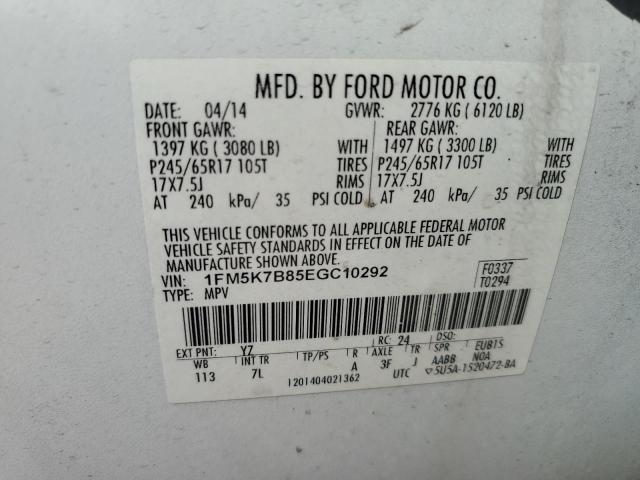 MFD. BY FORD MOTOR CO.
DATE: 04/14 GVWR: 2776 KG ( 6120 LB)
FRONT GAWR: REAR GAWR:
1397 KG ( 3080 LB) WITH 1497 KG ( 3300 LB) WITH
P245/65R17 105T TIRES P245/65R17 105T TIRES
17X7.5J RIMS 17X7.5J RIMS
AT 240 kPa/ 35 PSI COLD AT 240 kPa/ 35 PSI COLD
THIS VEHICLE CONFORMS TO ALL APPLICABLE FEDERAL MOTOR
VEHICLE SAFETY STANDARDS IN EFFECT ON THE DATE OF
MANUFACTURE SHOWN ABOVE.
VIN: 1FM5K7B85EGC10292 F0337
TYPE: MPV T0294
EXT PNT: Y7 RC: 24 DSO:
WB INT TR TP/PS R AXLE TR SPR EUB1S
113 7L A 3F J AABB NOA
1201404021362 UTC ▽5U5A-1520472-BA